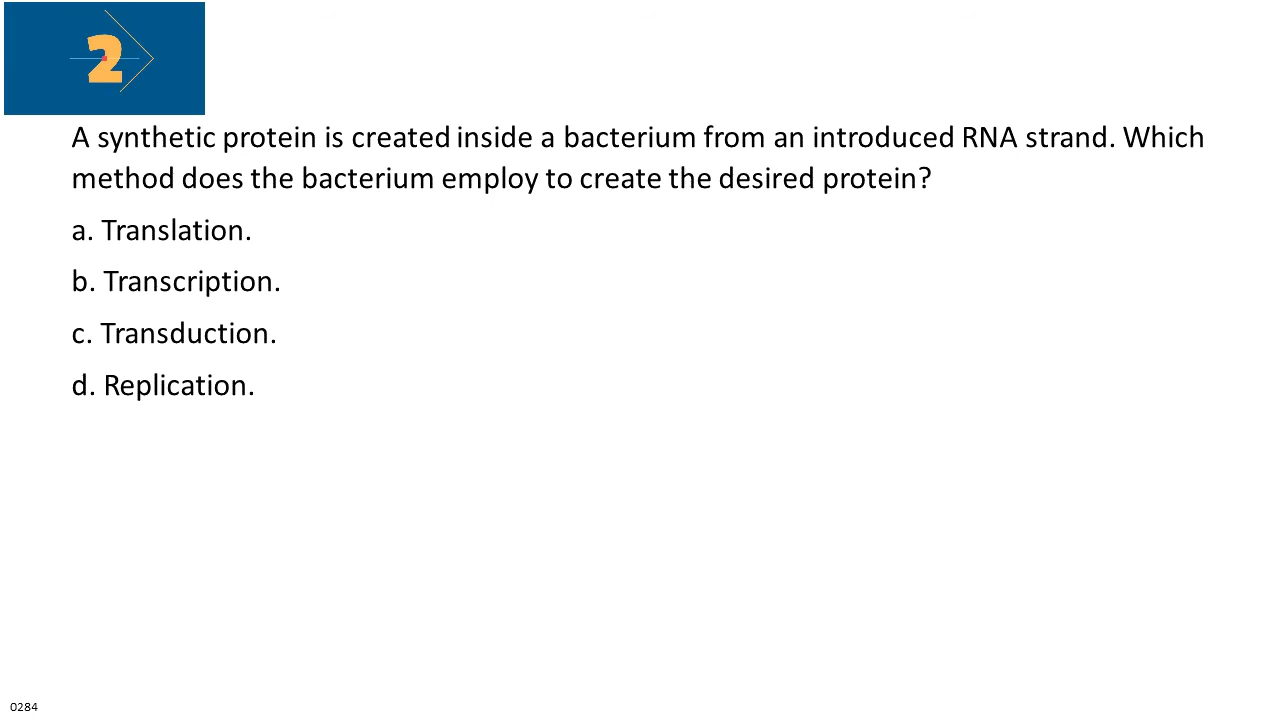 2
A synthetic protein is created inside a bacterium from an introduced RNA strand. Which
method does the bacterium employ to create the desired protein?
a. Translation.
b. Transcription.
c. Transduction.
d. Replication.
0284